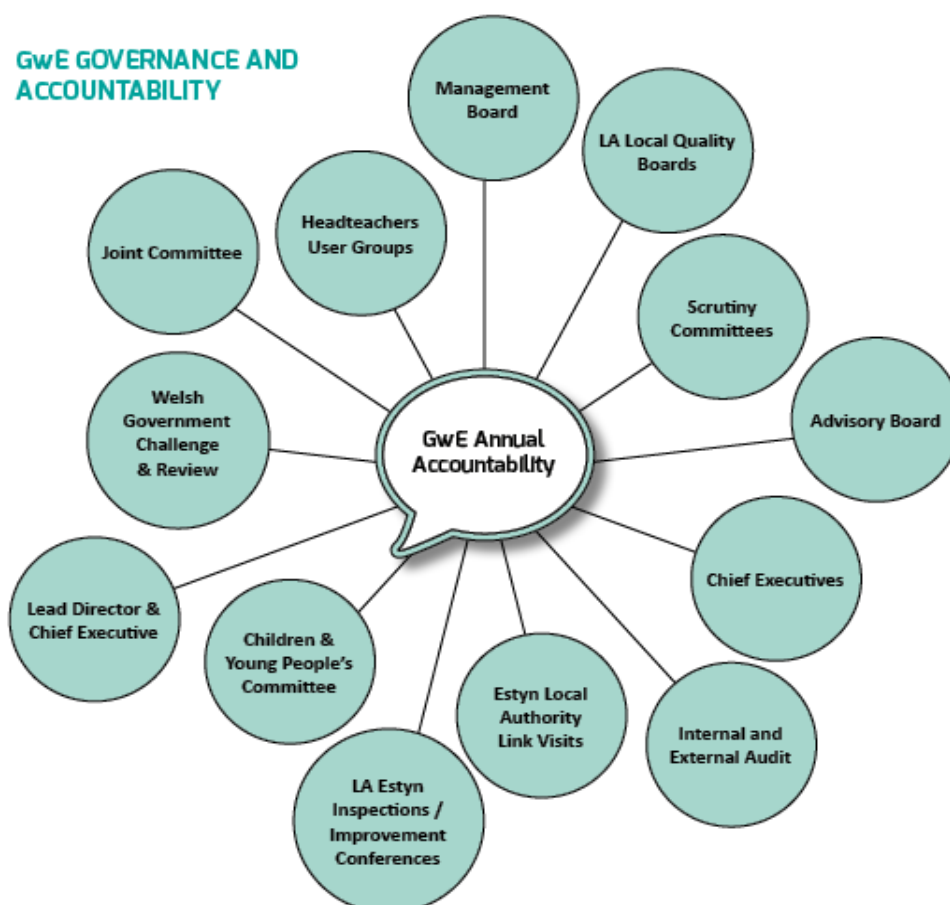 GwE GOVERNANCE AND
ACCOUNTABILITY
Management
Board
LA Local Quality
Boards
Headteachers
User Groups
Joint Committee
Scrutiny
Committees
Welsh
Government
Challenge
& Review
GwE Annual
Accountability
Advisory Board
Chief Executives
Lead Director &
Chief Executive
Children &
Young People's
Committee
Estyn Local
Authority
Link Visits
Internal and
External Audit
LA Estyn
Inspections /
Improvement
Conferences